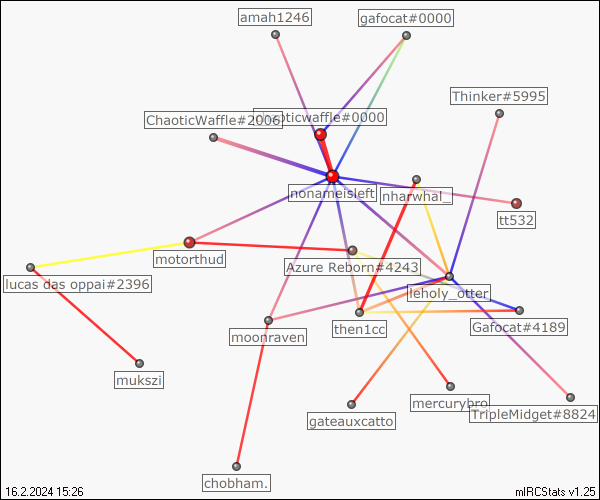 amah1246
gafocat#0000
Thinker#5995
ChaoticWaffle#2006
chaoticwaffle#0000
nonameisleft
nharwhal_
tt532
motorthud
Azure Reborn#4243
lucas das oppai#2396
leholy_otter
then1cc
Gafocat#4189
moonraven
mukszi
mercurybro
gateauxcatto
TripleMidget#8824
chobham.
16.2.2024 15:26
mIRCStats v1.25